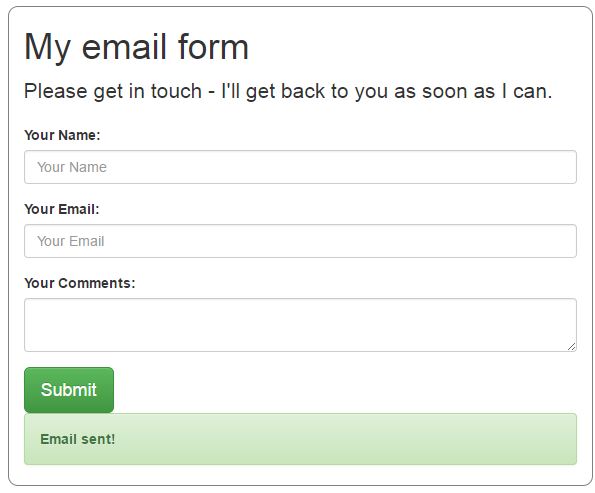 My email form
Please get in touch - I'll get back to you as soon as I can.
Your Name:
Your Name
Your Email:
Your Email
Your Comments:
Submit
Email sent!